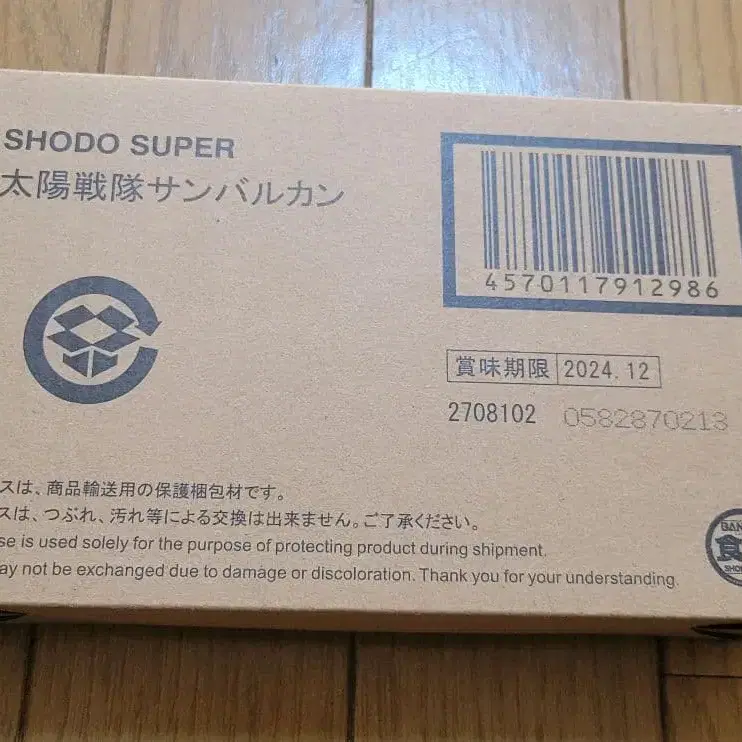 SHODO SUPER
太陽戦隊サンバルカン
4570117912986
賞味期限 2024.12
2708102 0582870213
スは、商品輸送用の保護梱包材です。
スは、つぶれ、汚れ等による交換は出来ません。ご了承ください。
se is used solely for the purpose of protecting product during shipment.
ay not be exchanged due to damage or discoloration. Thank you for your understanding.
BAN
食
SHO